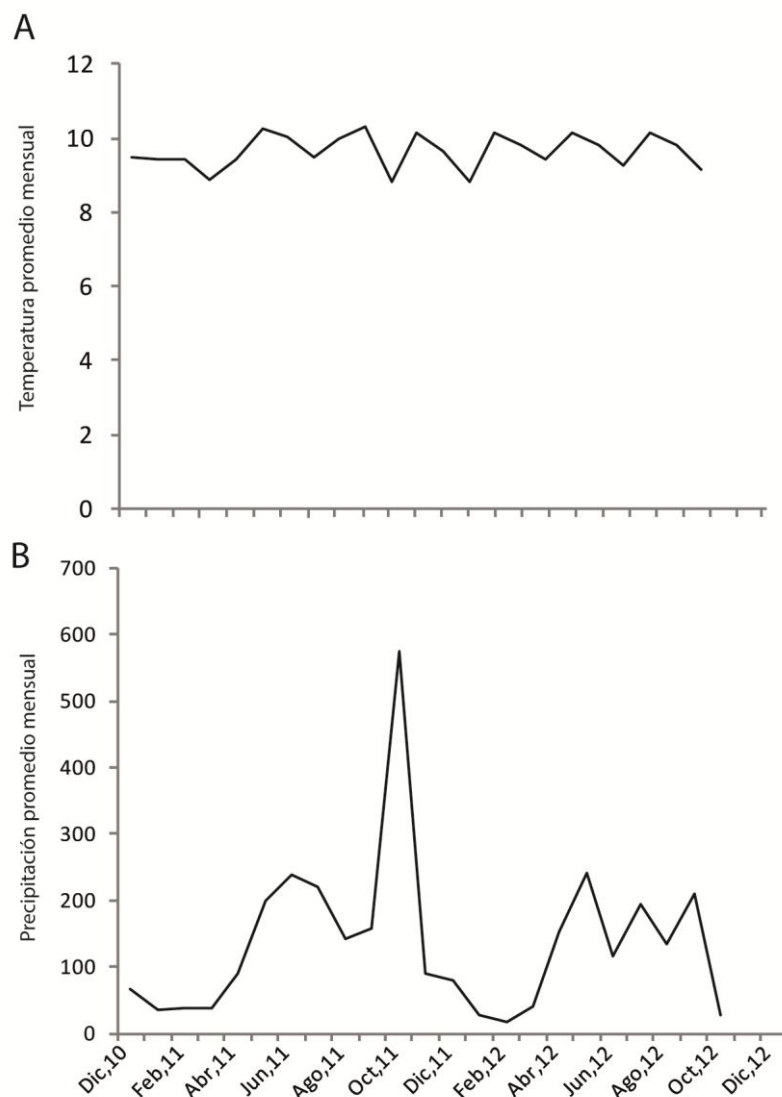 A
Temperatura promedio mensual
12
10
8
6
4
2
0
B
Precipitación promedio mensual
700
600
500
400
300
200
100
0
Dic,10
Feb,11
Abr,11
Jun,11
Ago,11
Oct,11
Dic,11
Feb,12
Abr,12
Jun,12
Ago,12
Oct,12
Dic,12